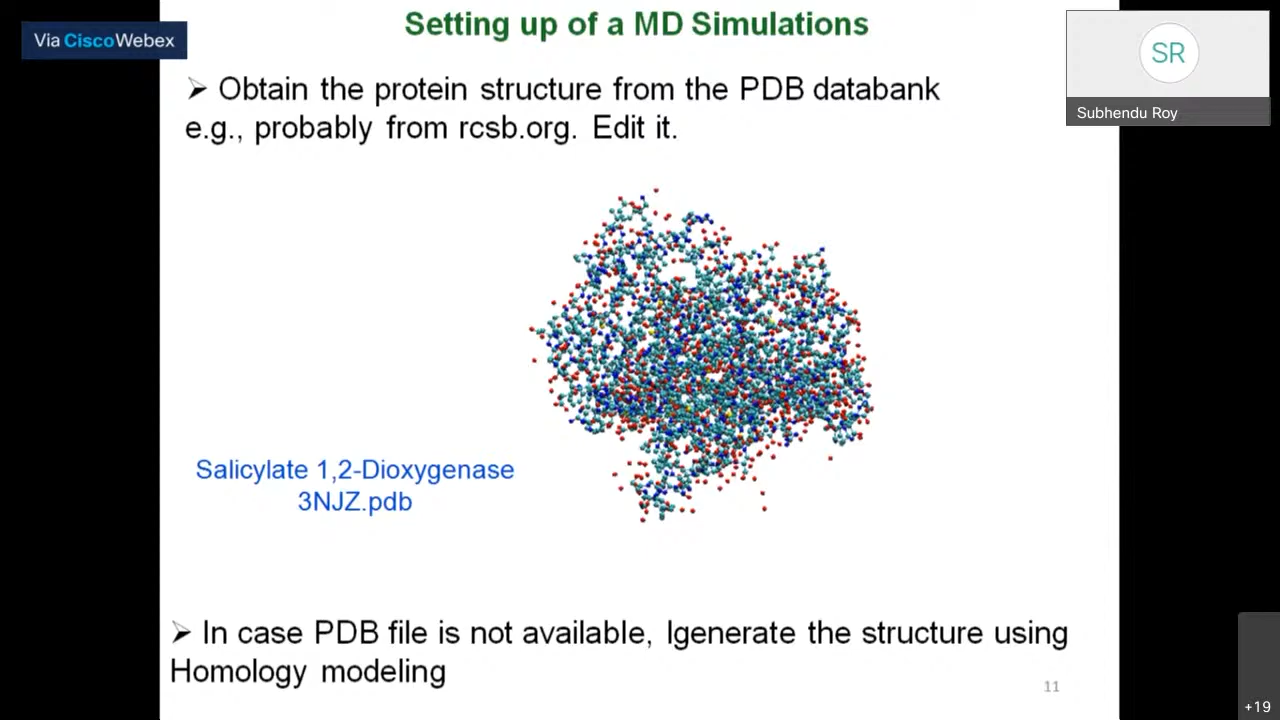 Setting up of a MD Simulations
Via CiscoWebex
SR
Subhendu Roy
➢ Obtain the protein structure from the PDB databank
e.g., probably from rcsb.org. Edit it.
Salicylate 1,2-Dioxygenase
3NJZ.pdb
➢ In case PDB file is not available, Igenerate the structure using
Homology modeling
11
+19